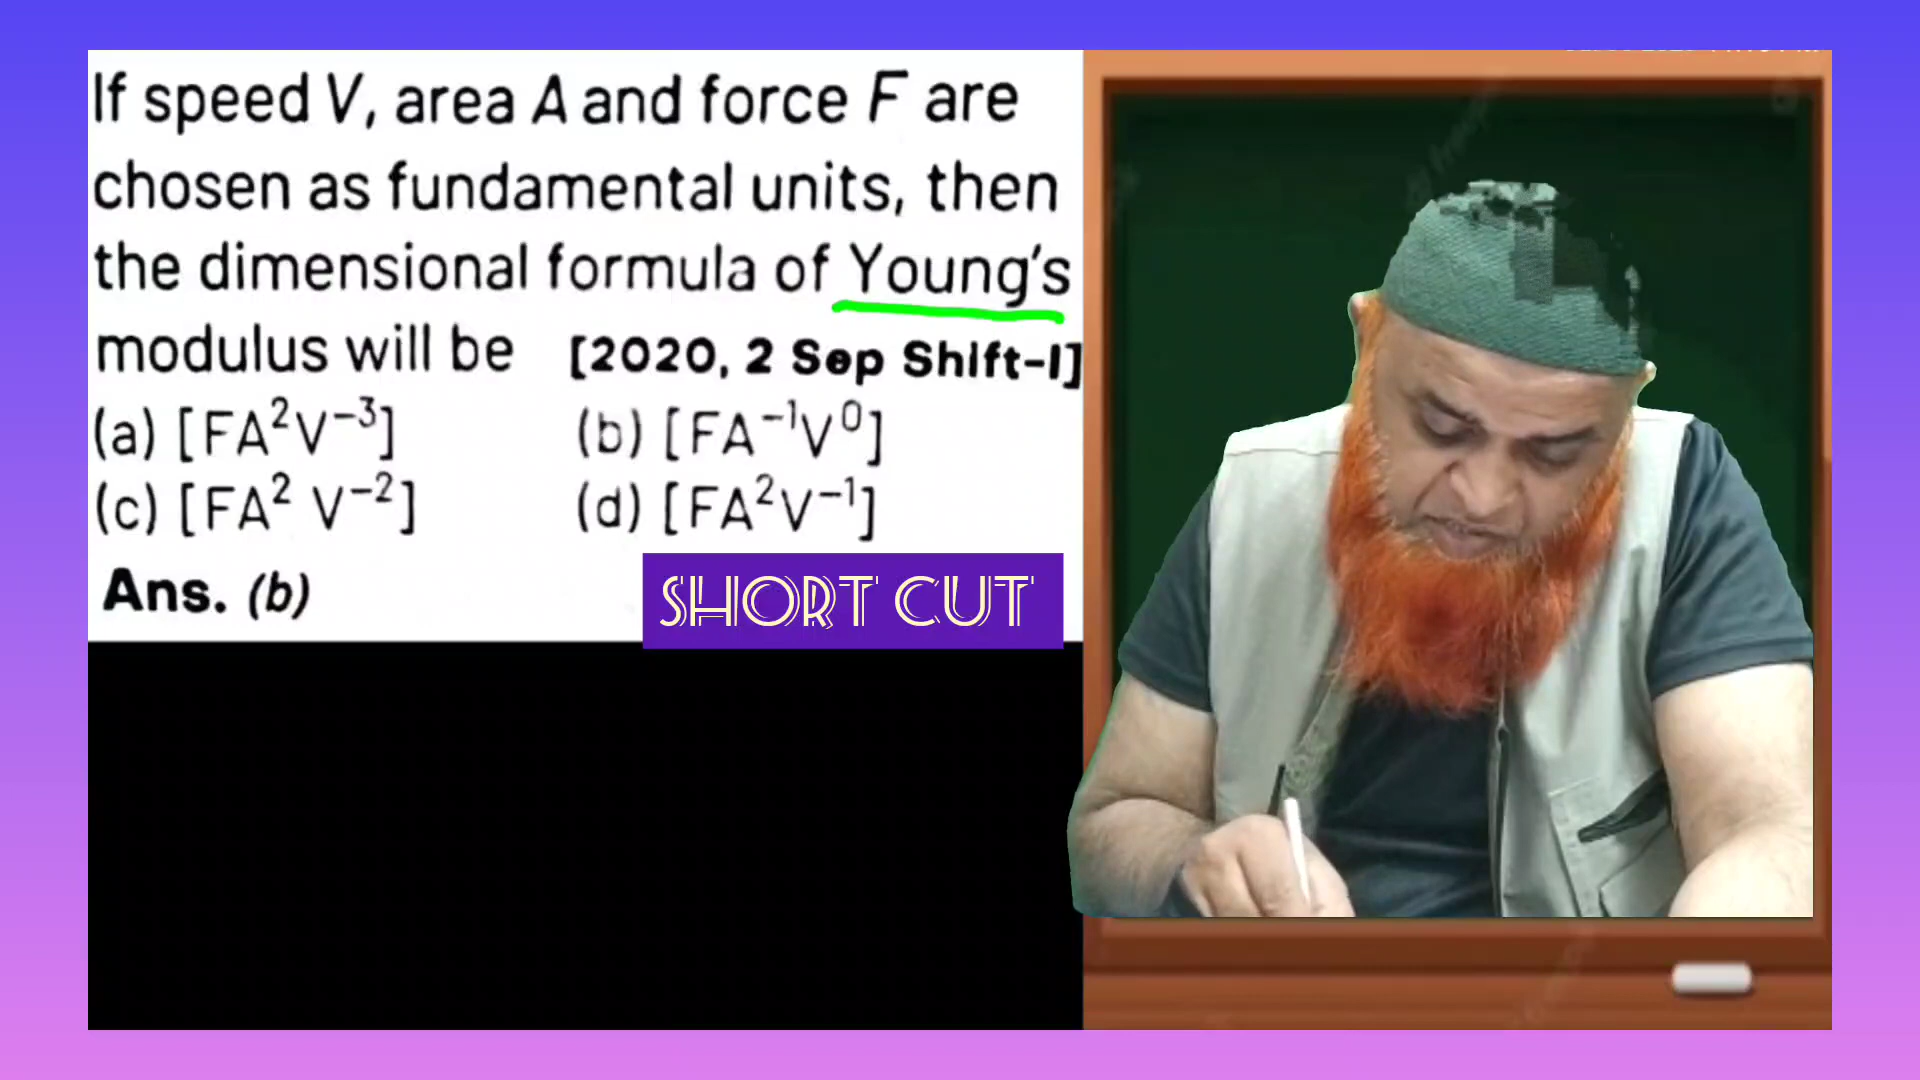 If speed V, area A and force F are
chosen as fundamental units, then
the dimensional formula of Young's
modulus will be [2020, 2 Sep Shift-I]
(a) [FA²V⁻³] (b) [FA⁻¹V⁰]
(c) [FA² V⁻²] (d) [FA²V⁻¹]
Ans. (b)
SHORT CUT